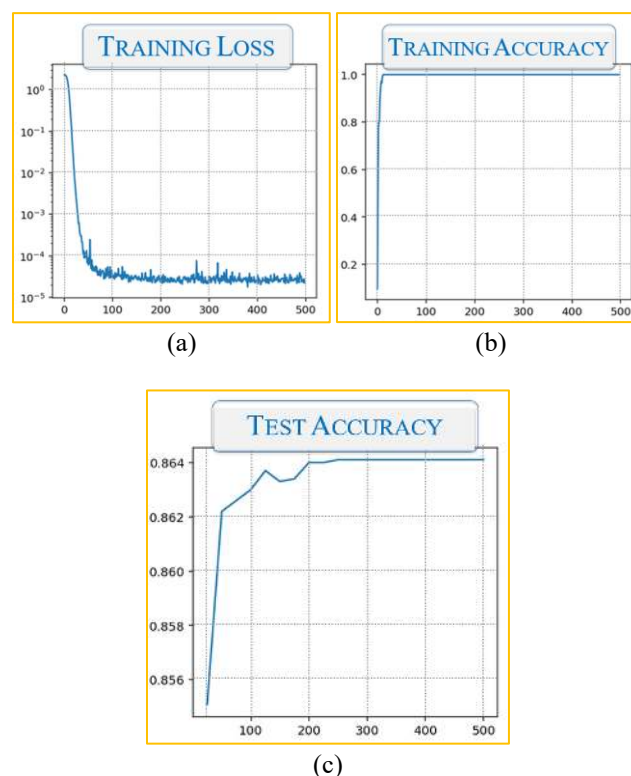 TRAINING LOSS
10⁰
10⁻¹
10⁻²
10⁻³
10⁻⁴
10⁻⁵
0 100 200 300 400 500
(a)
TRAINING ACCURACY
1.0
0.8
0.6
0.4
0.2
0 100 200 300 400 500
(b)
TEST ACCURACY
0.864
0.862
0.860
0.858
0.856
100 200 300 400 500
(c)